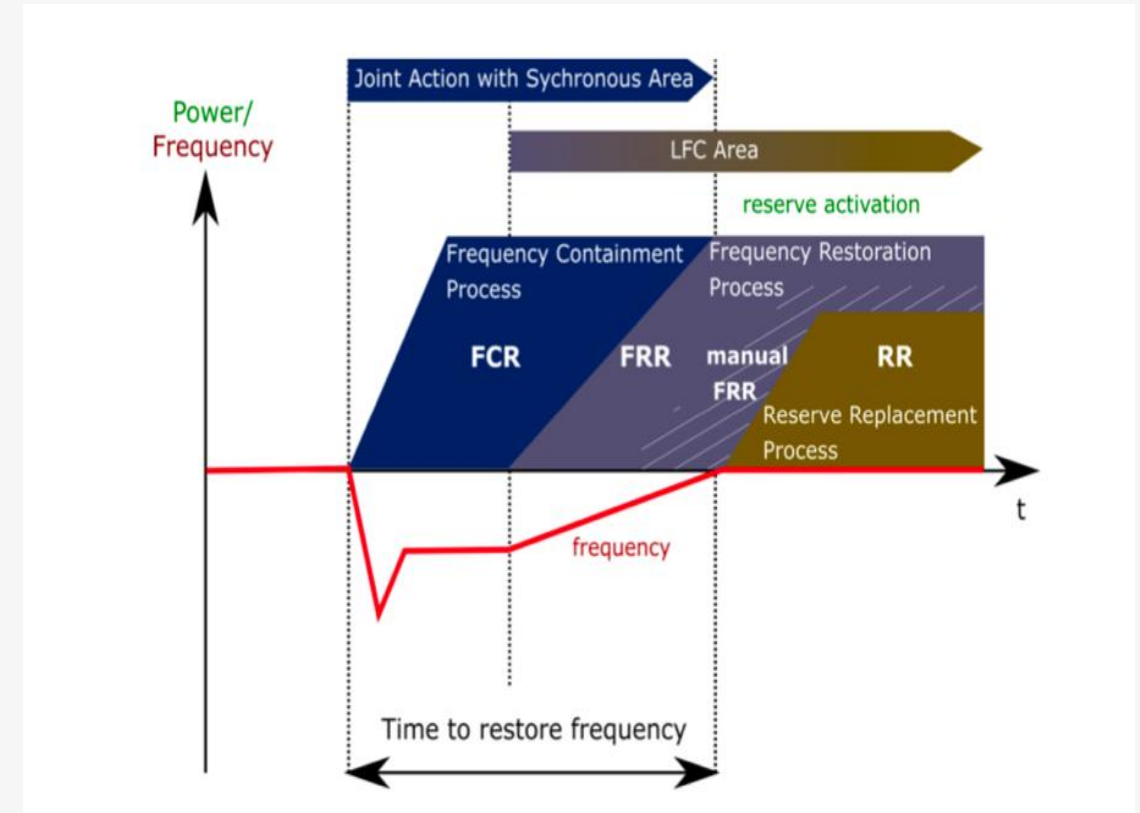 Joint Action with Sychronous Area
Power/
Frequency
LFC Area
reserve activation
Frequency Containment
Process
Frequency Restoration
Process
FCR
FRR
manual
FRR
RR
Reserve Replacement
Process
t
frequency
Time to restore frequency